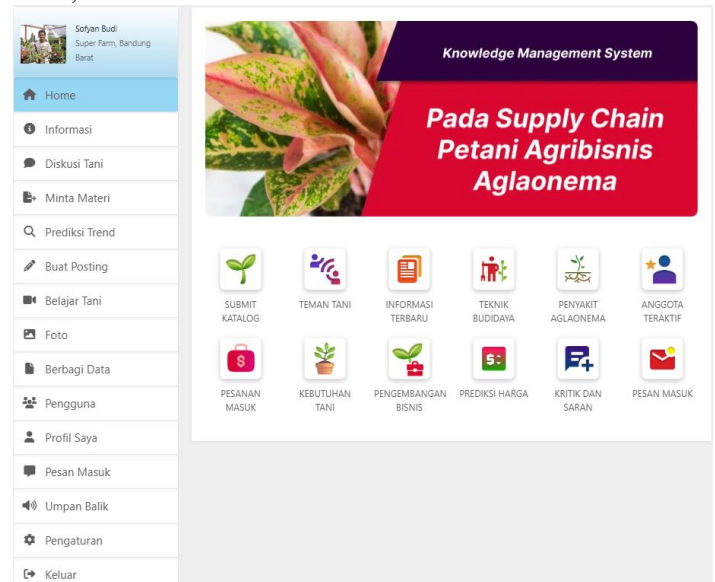 Sofyan Budi
Super Farm, Bandung
Barat
Home
Informasi
Diskusi Tani
Minta Materi
Prediksi Trend
Buat Posting
Belajar Tani
Foto
Berbagi Data
Pengguna
Profil Saya
Pesan Masuk
Umpan Balik
Pengaturan
Keluar
Knowledge Management System
Pada Supply Chain
Petani Agribisnis
Aglaonema
SUBMIT
KATALOG
TEMAN TANI
INFORMASI
TERBARU
TEKNIK
BUDIDAYA
PENYAKIT
AGLAONEMA
ANGGOTA
TERAKTIF
PESANAN
MASUK
KEBUTUHAN
TANI
PENGEMBANGAN
BISNIS
PREDIKSI HARGA
KRITIK DAN
SARAN
PESAN MASUK